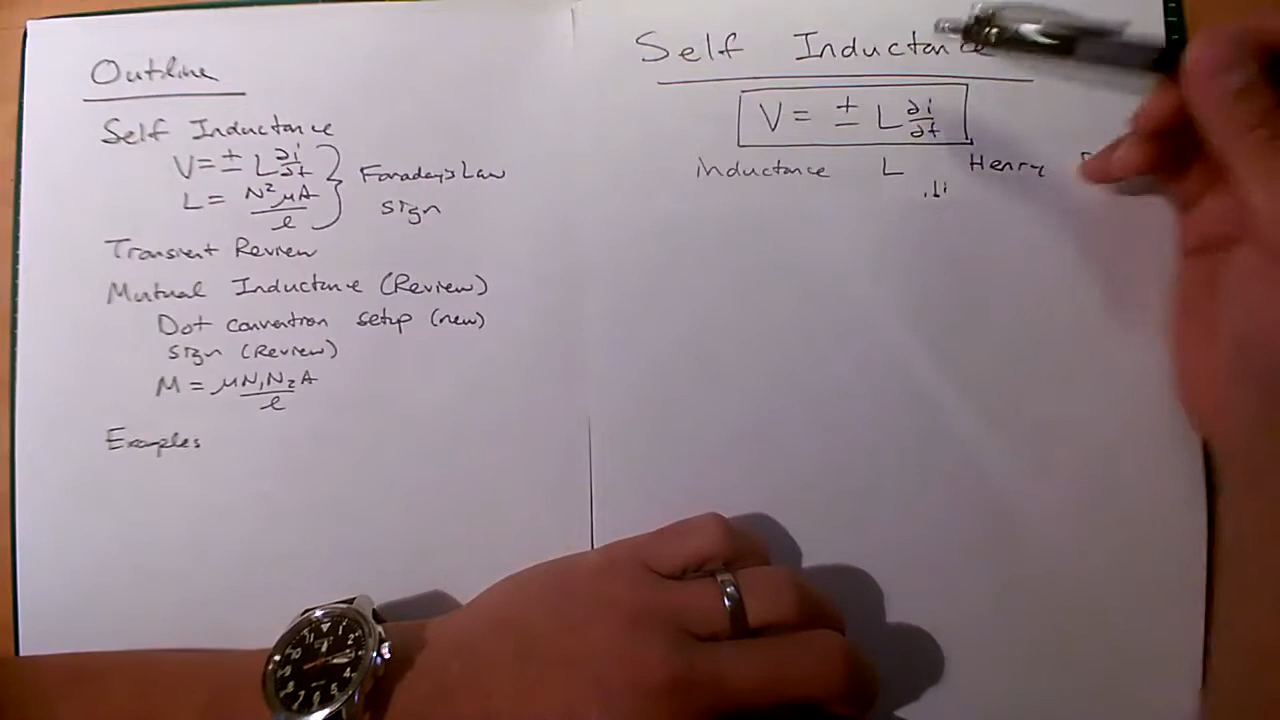 Outline
Self Inductance
V = ± L ∂i/∂t
L = N²μA/l
Faraday's Law
sign
Transient Review
Mutual Inductance (Review)
Dot convention setup (new)
sign (Review)
M = μN₁N₂A/l
Examples
Self Inductance
V = ± L ∂i/∂t
inductance L Henry